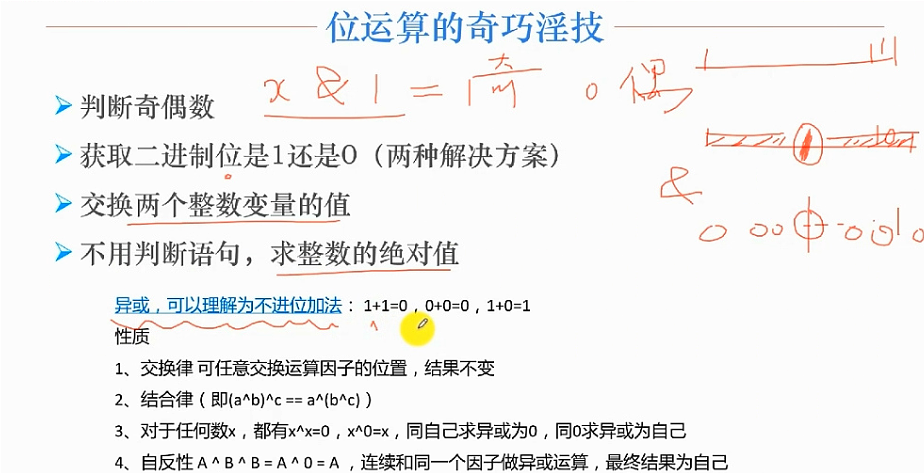 位运算的奇巧淫技
判断奇偶数
x & 1 = 1 奇 0 偶
获取二进制位是1还是0（两种解决方案）
&
交换两个整数变量的值
不用判断语句，求整数的绝对值
异或，可以理解为不进位加法：1+1=0，0+0=0，1+0=1
性质
1、交换律 可任意交换运算因子的位置，结果不变
2、结合律（即(a^b)^c == a^(b^c)）
3、对于任何数x，都有x^x=0，x^0=x，同自己求异或为0，同0求异或为自己
4、自反性 A ^ B ^ B = A ^ 0 = A ，连续和同一个因子做异或运算，最终结果为自己